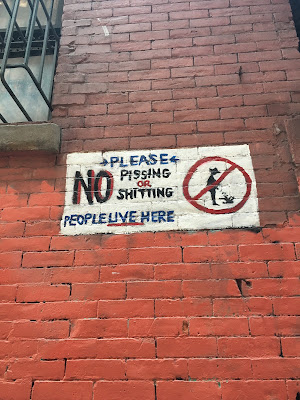 PLEASE
NO PISSING
OR
SHITTING
PEOPLE LIVE HERE